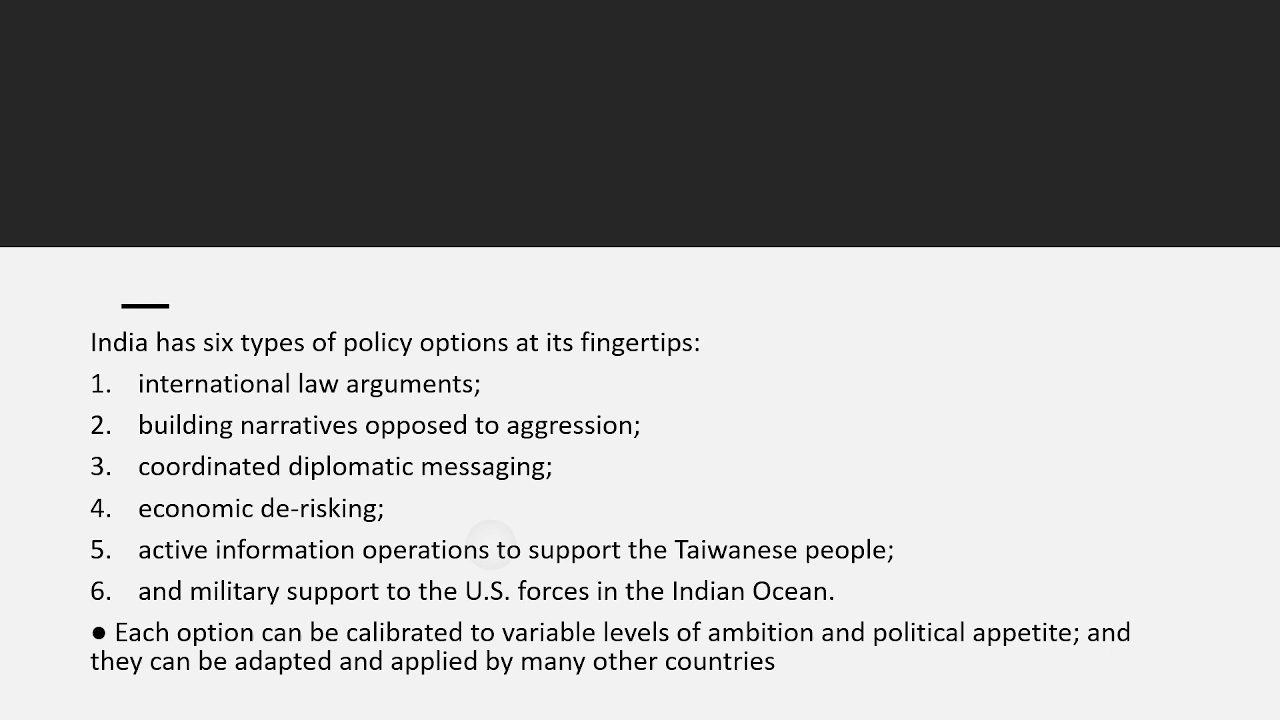 India has six types of policy options at its fingertips:
1. international law arguments;
2. building narratives opposed to aggression;
3. coordinated diplomatic messaging;
4. economic de-risking;
5. active information operations to support the Taiwanese people;
6. and military support to the U.S. forces in the Indian Ocean.
● Each option can be calibrated to variable levels of ambition and political appetite; and
they can be adapted and applied by many other countries